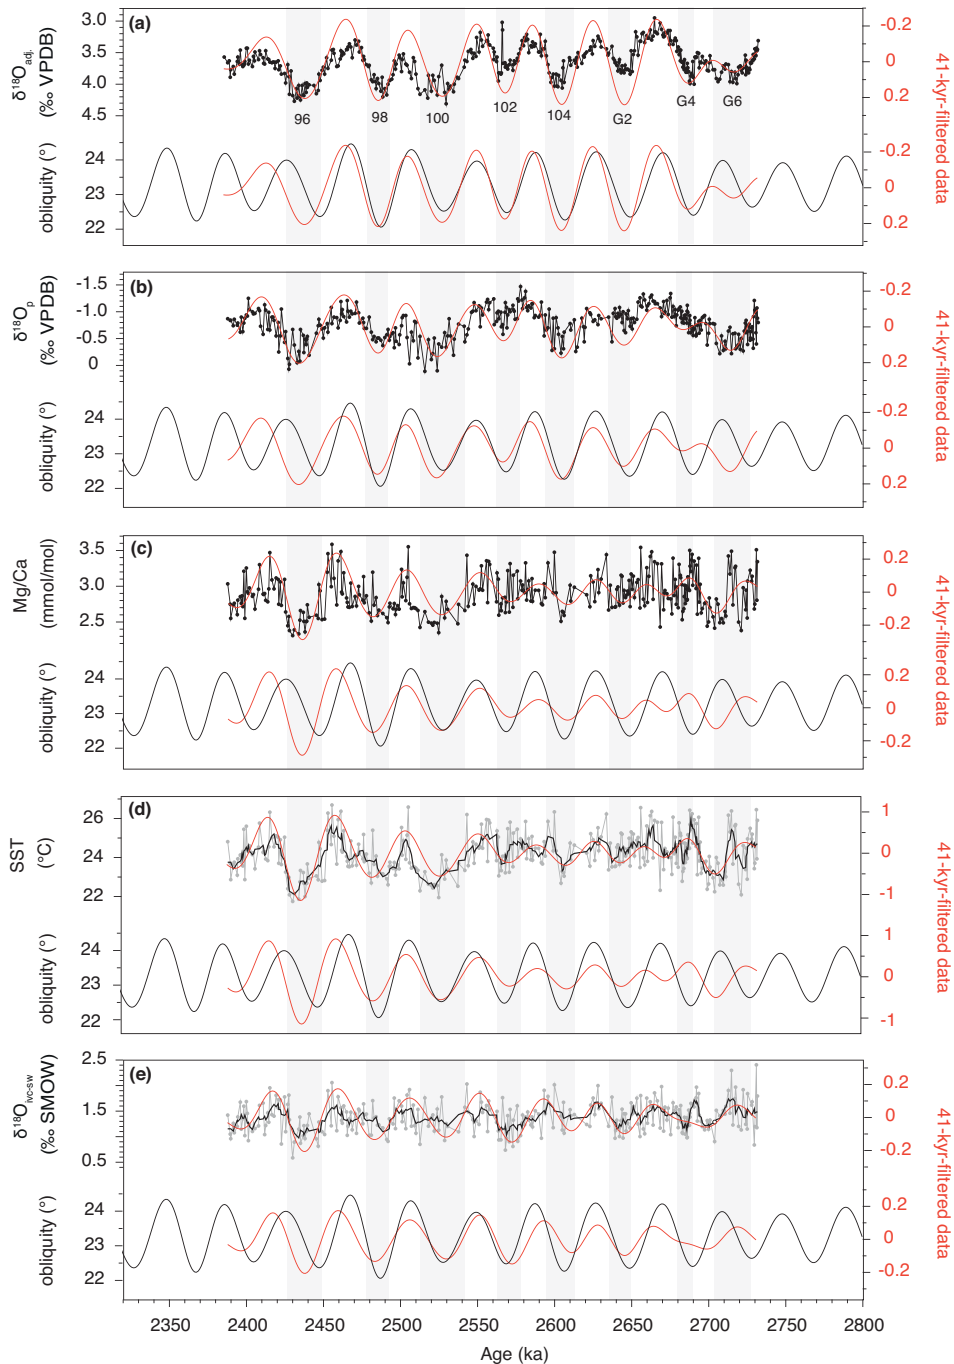 (a)
3.0
3.5
4.0
4.5
δ18Oadj.
(‰ VPDB)
-0.2
0
0.2
41-kyr-filtered data
96
98
100
102
104
G2
G4
G6
24
23
22
obliquity (°)
-0.2
0
0.2
(b)
-1.5
-1.0
-0.5
0
δ18Op
(‰ VPDB)
-0.2
0
0.2
41-kyr-filtered data
24
23
22
obliquity (°)
-0.2
0
0.2
(c)
3.5
3.0
2.5
Mg/Ca
(mmol/mol)
0.2
0
-0.2
41-kyr-filtered data
24
23
22
obliquity (°)
0.2
0
-0.2
(d)
26
24
22
SST
(°C)
1
0
-1
41-kyr-filtered data
24
23
22
obliquity (°)
1
0
-1
(e)
2.5
1.5
0.5
δ18Oivc-sw
(‰ SMOW)
0.2
0
-0.2
41-kyr-filtered data
24
23
22
obliquity (°)
0.2
0
-0.2
2350 2400 2450 2500 2550 2600 2650 2700 2750 2800
Age (ka)